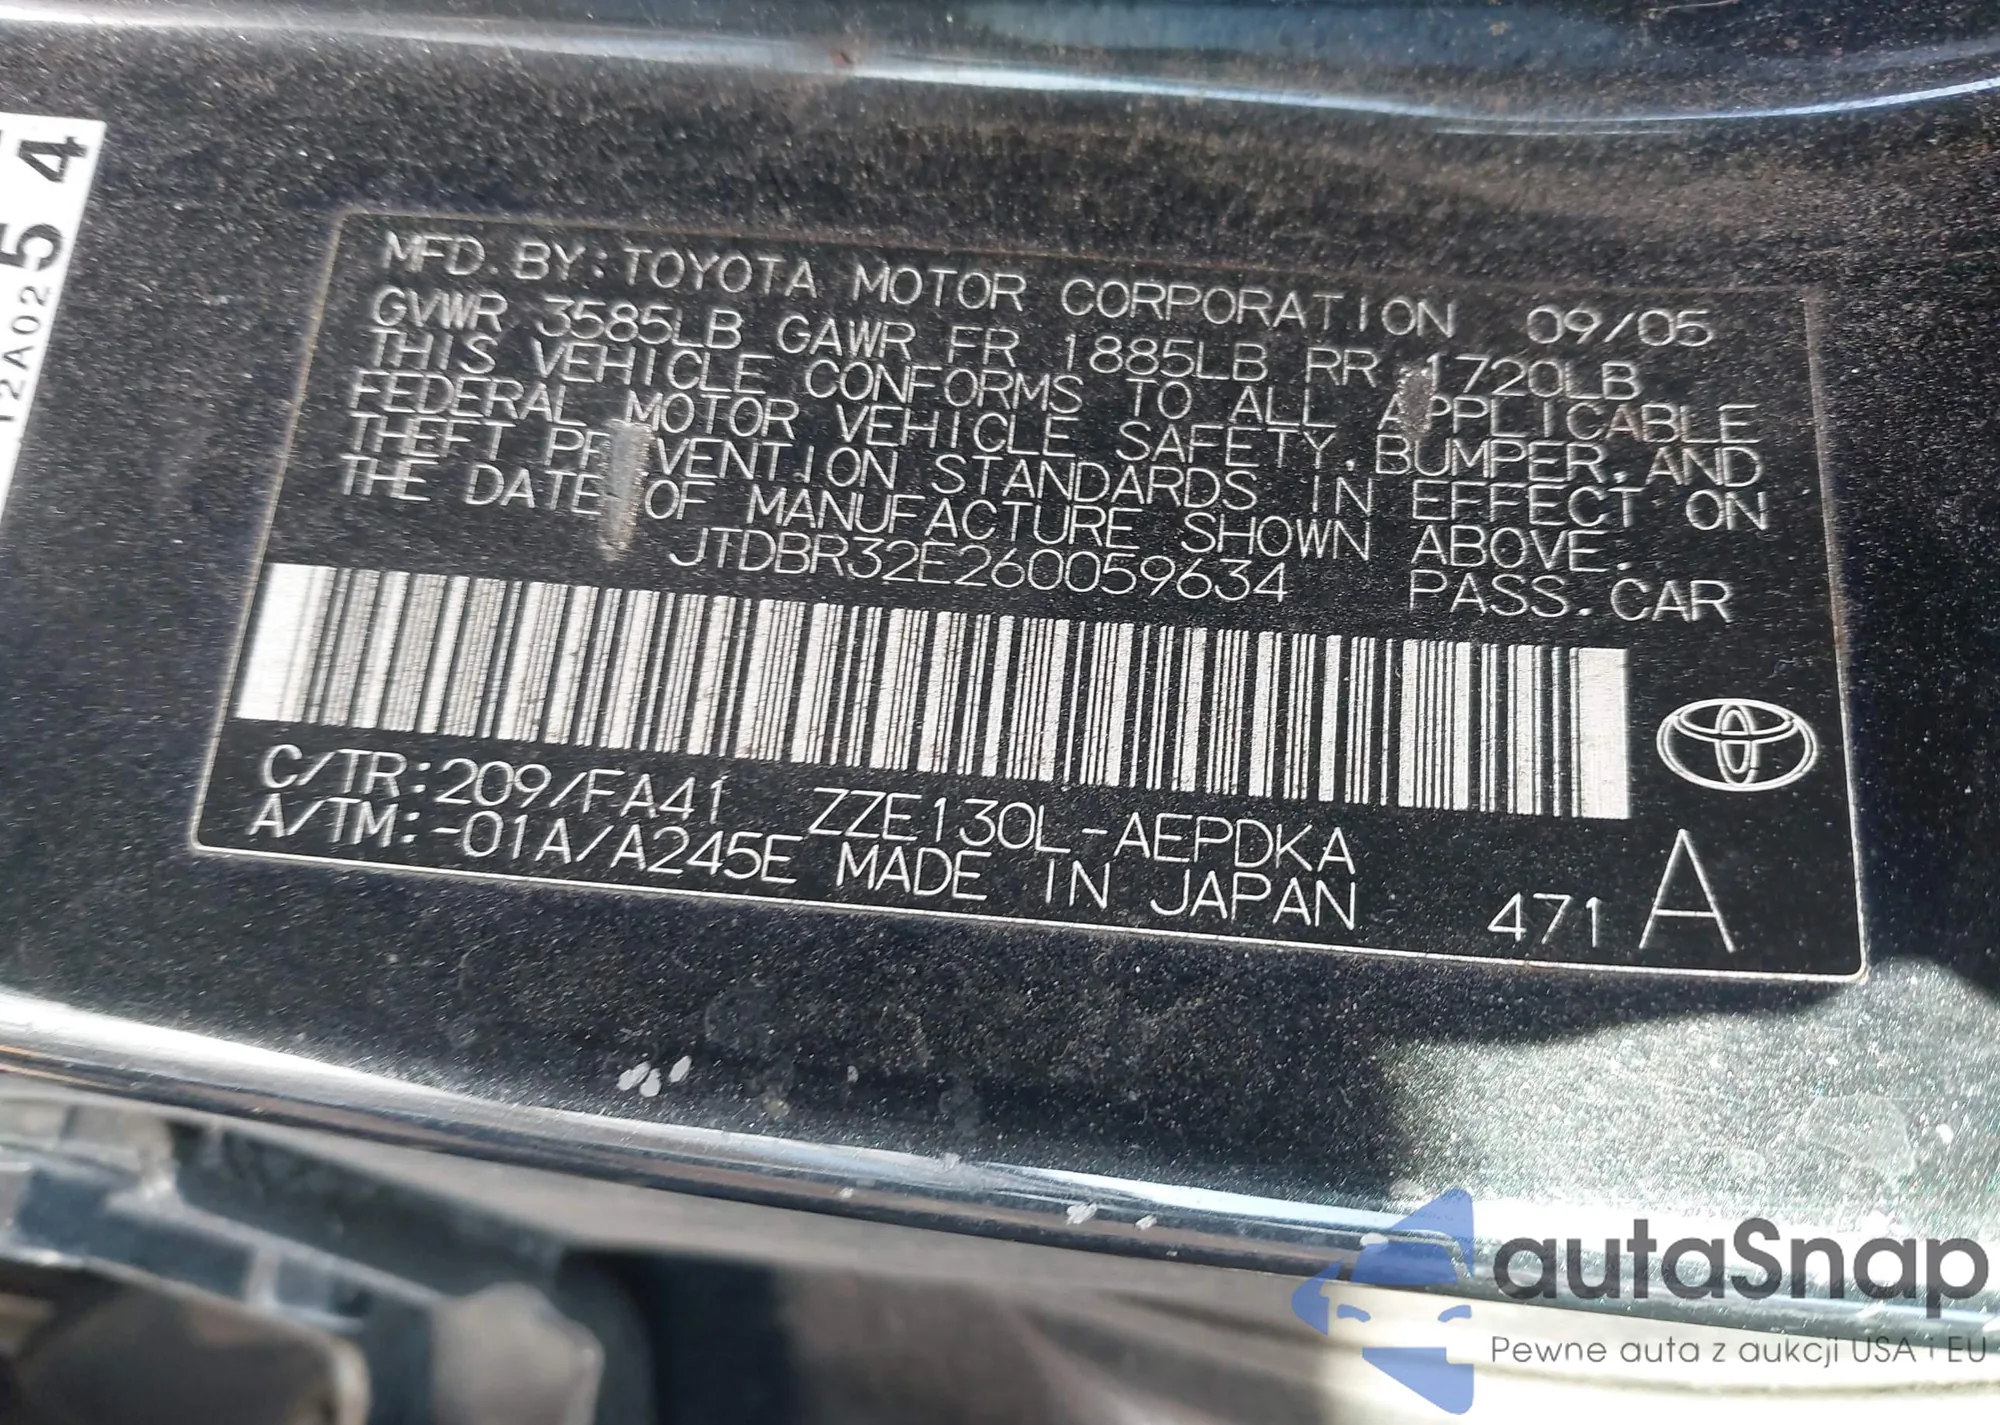 54
12A02
MFD. BY: TOYOTA MOTOR CORPORATION 09/05
GVWR 3585LB GAWR FR 1885LB RR 1720LB
THIS VEHICLE CONFORMS TO ALL APPLICABLE
FEDERAL MOTOR VEHICLE SAFETY, BUMPER, AND
THEFT PREVENTION STANDARDS IN EFFECT ON
THE DATE OF MANUFACTURE SHOWN ABOVE.
JTDBR32E260059634 PASS. CAR
C/TR: 209/FA41 ZZE130L-AEPDKA
A/TM: -01A/A245E MADE IN JAPAN 471 A
autaSnap
Pewne auta z aukcji USA i EU